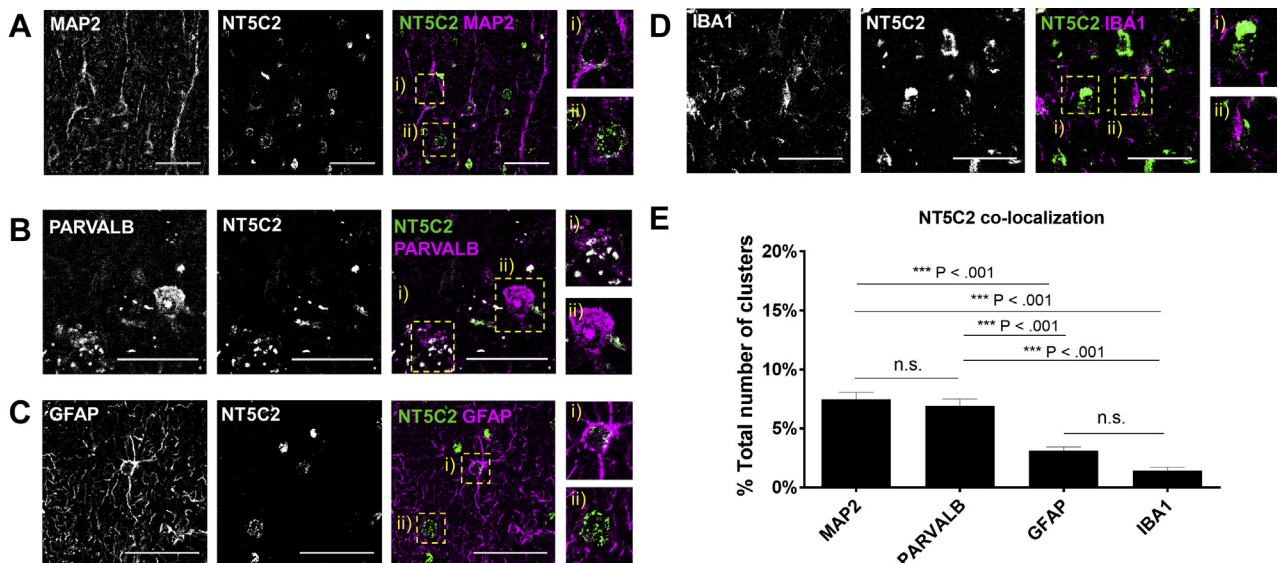 A
MAP2
NT5C2
NT5C2 MAP2
i)
ii)
i)
ii)
D
IBA1
NT5C2
NT5C2 IBA1
i)
ii)
i)
ii)
B
PARVALB
NT5C2
NT5C2
PARVALB
i)
ii)
i)
ii)
C
GFAP
NT5C2
NT5C2 GFAP
i)
ii)
i)
ii)
E
NT5C2 co-localization
% Total number of clusters
20%
15%
10%
5%
0%
*** P < .001
*** P < .001
*** P < .001
*** P < .001
n.s.
n.s.
MAP2
PARVALB
GFAP
IBA1